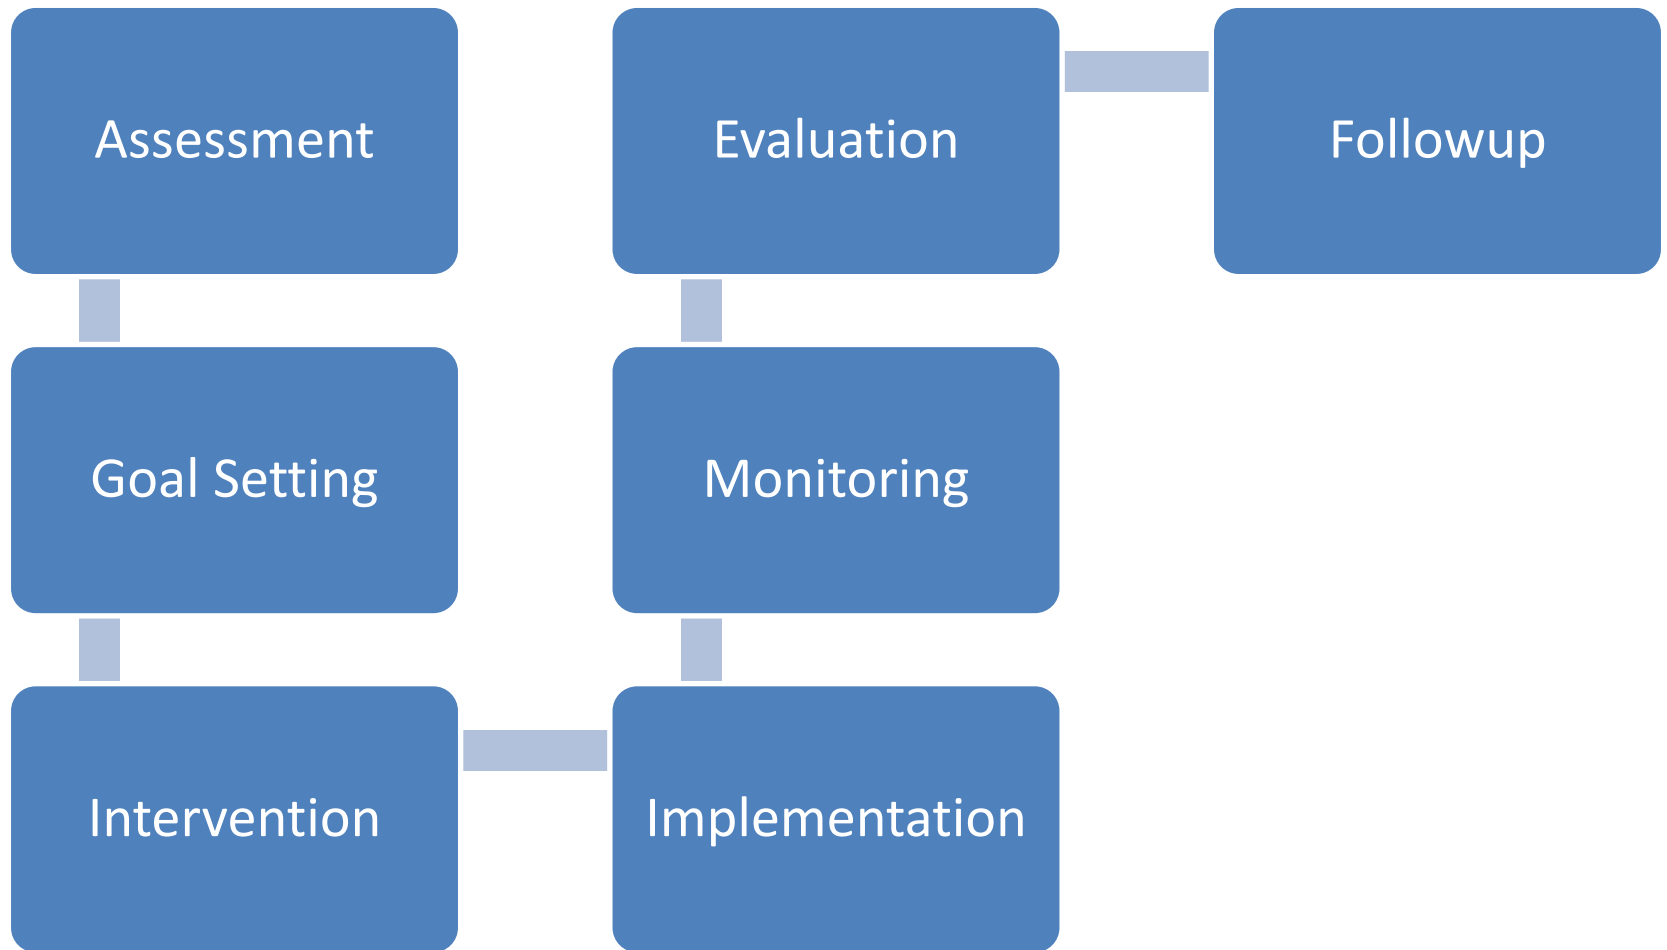 Assessment
Goal Setting
Intervention
Implementation
Monitoring
Evaluation
Followup